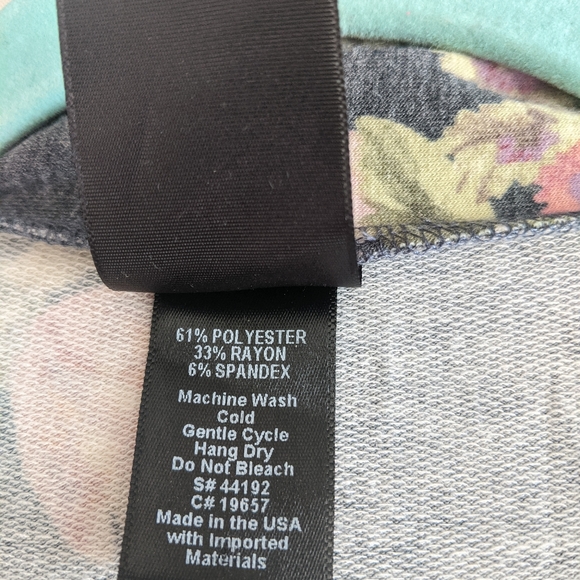 61% POLYESTER
33% RAYON
6% SPANDEX
Machine Wash
Cold
Gentle Cycle
Hang Dry
Do Not Bleach
S# 44192
C# 19657
Made in the USA
with Imported
Materials